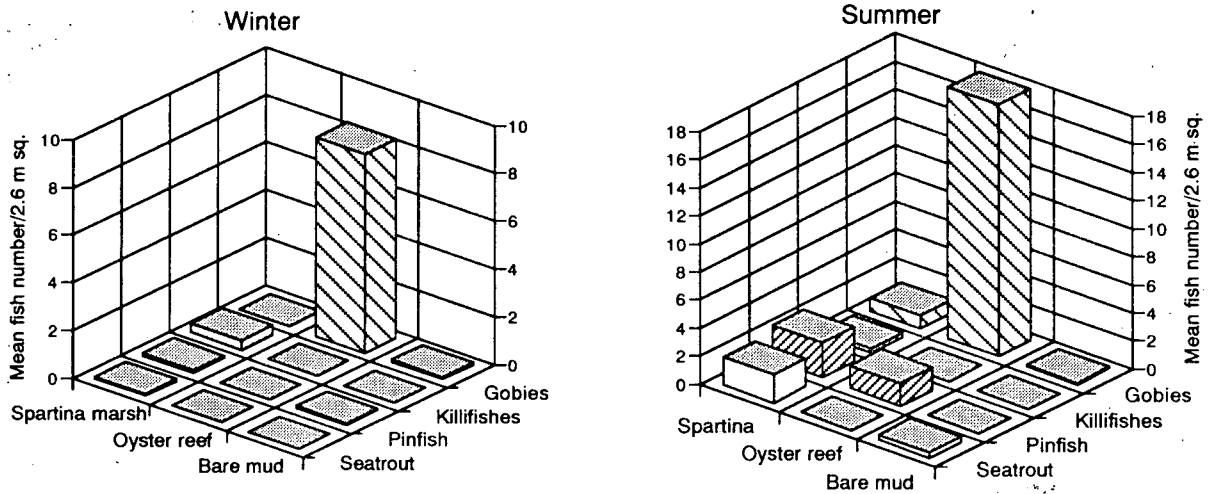 Winter
Mean fish number/2.6 m sq.
10
8
6
4
2
0
10
8
6
4
2
0
Spartina marsh
Oyster reef
Bare mud
Gobies
Killifishes
Pinfish
Seatrout
Summer
18
16
14
12
10
8
6
4
2
0
18
16
14
12
10
8
6
4
2
0
Mean fish number/2.6 m sq.
Spartina
Oyster reef
Bare mud
Gobies
Killifishes
Pinfish
Seatrout